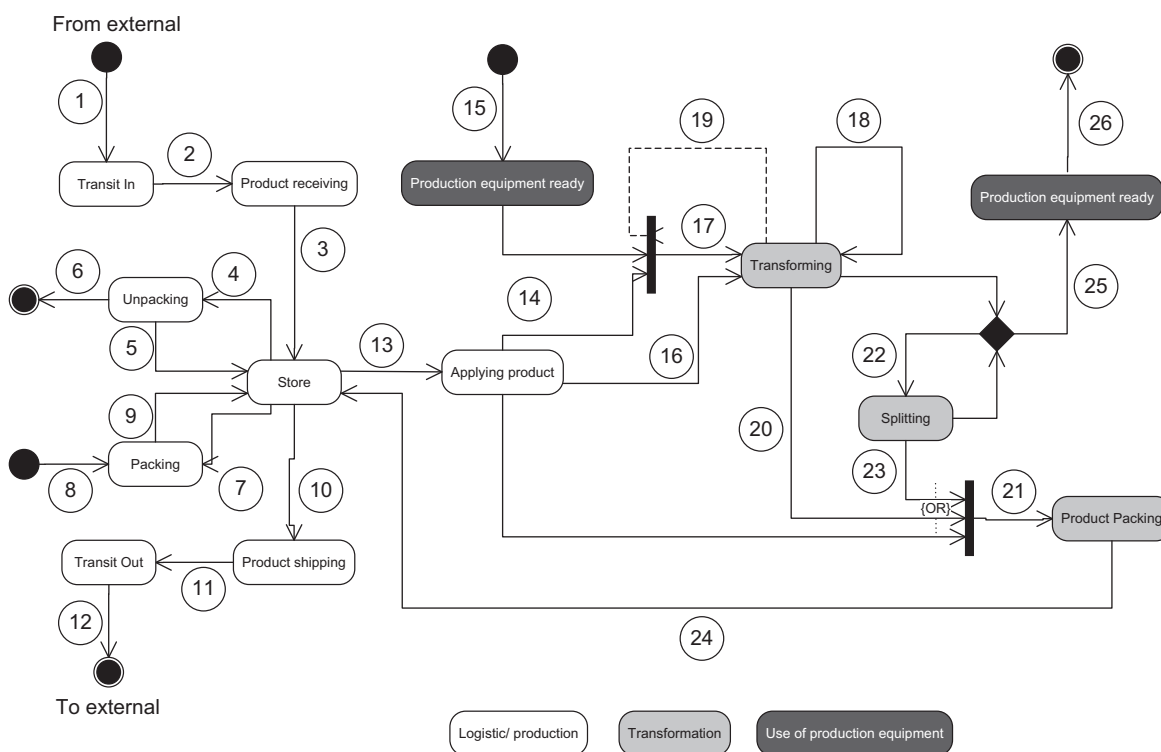 From external
1
2
15
19
18
26
Transit In
Product receiving
Production equipment ready
Production equipment ready
3
17
6
4
Transforming
Unpacking
14
25
5
13
16
22
Store
Applying product
9
20
Splitting
Packing
23
8
7
10
21
{OR}
Product Packing
Transit Out
Product shipping
11
12
24
To external
Logistic/ production
Transformation
Use of production equipment